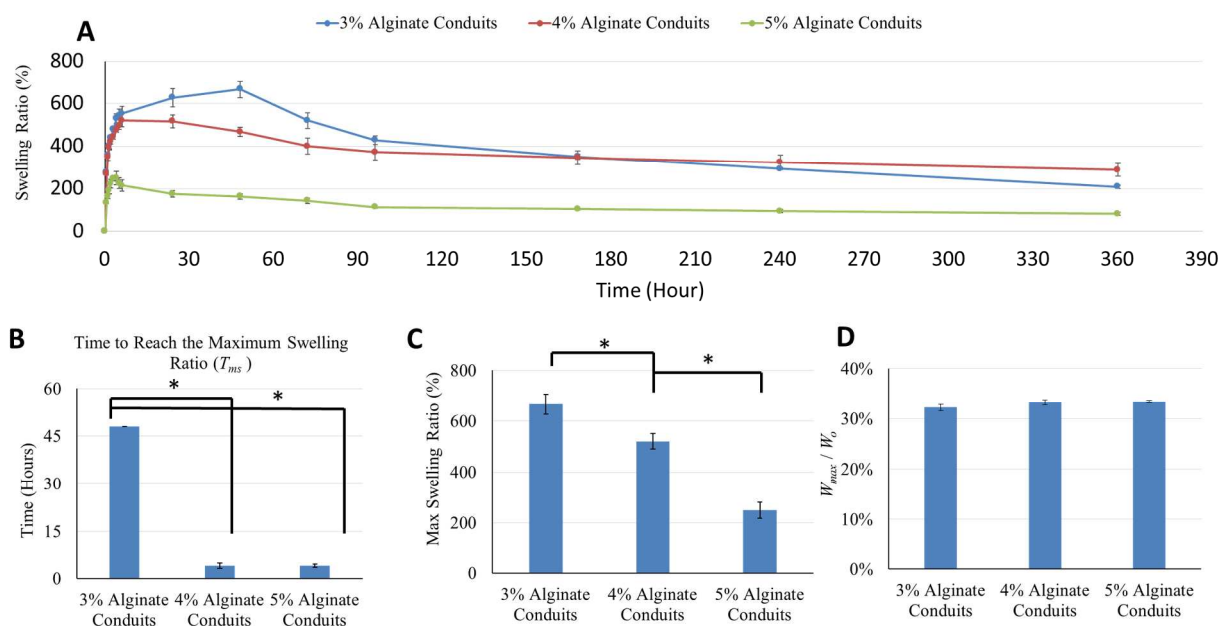 A
3% Alginate Conduits 4% Alginate Conduits 5% Alginate Conduits
Swelling Ratio (%)
800
600
400
200
0
0 30 60 90 120 150 180 210 240 270 300 330 360 390
Time (Hour)
B
Time to Reach the Maximum Swelling
Ratio (Tms )
Time (Hours)
60
45
30
15
0
*
*
3% Alginate 4% Alginate 5% Alginate
Conduits Conduits Conduits
C
Max Swelling Ratio (%)
800
600
400
200
0
*
*
3% Alginate 4% Alginate 5% Alginate
Conduits Conduits Conduits
D
Wmax / Wo
40%
30%
20%
10%
0%
3% Alginate 4% Alginate 5% Alginate
Conduits Conduits Conduits